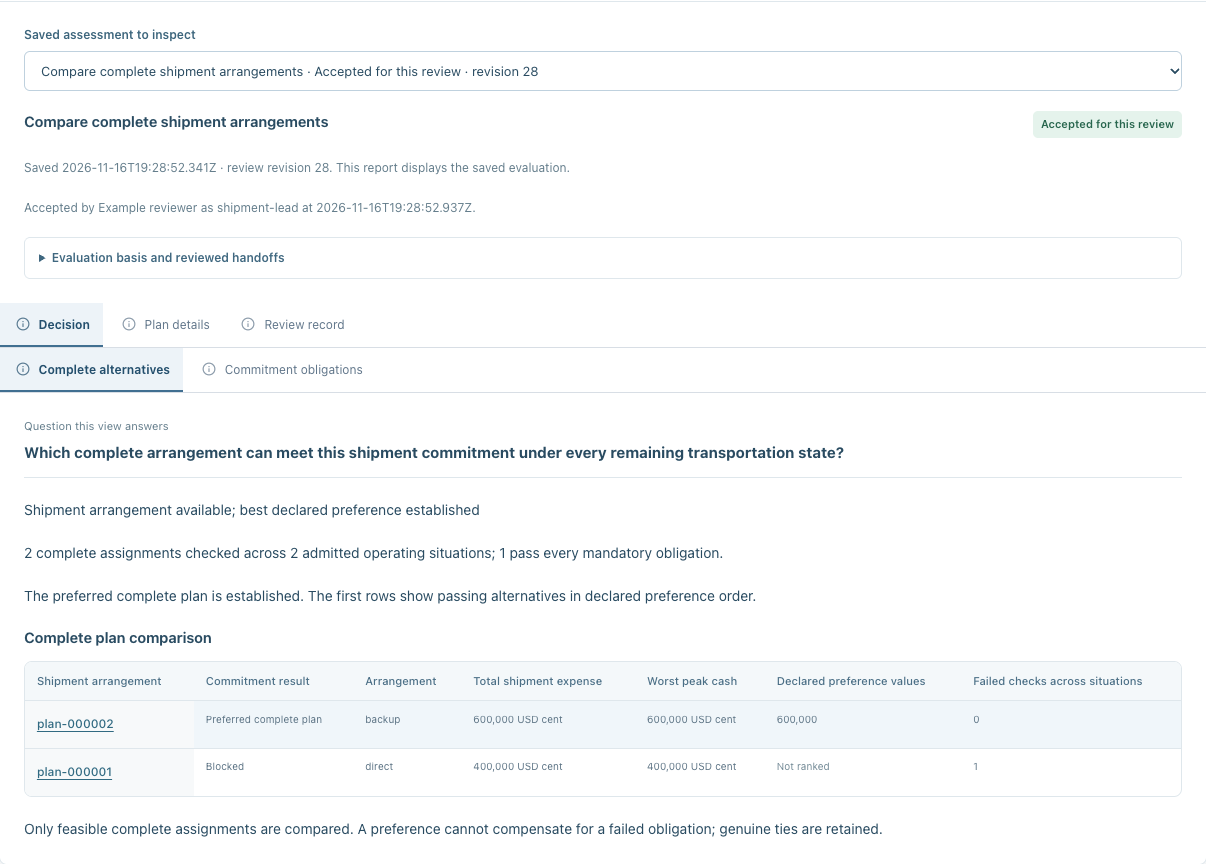 Saved assessment to inspect
Compare complete shipment arrangements · Accepted for this review · revision 28
Compare complete shipment arrangements
Accepted for this review
Saved 2026-11-16T19:28:52.341Z · review revision 28. This report displays the saved evaluation.
Accepted by Example reviewer as shipment-lead at 2026-11-16T19:28:52.937Z.
Evaluation basis and reviewed handoffs
Decision Plan details Review record
Complete alternatives Commitment obligations
Question this view answers
Which complete arrangement can meet this shipment commitment under every remaining transportation state?
Shipment arrangement available; best declared preference established
2 complete assignments checked across 2 admitted operating situations; 1 pass every mandatory obligation.
The preferred complete plan is established. The first rows show passing alternatives in declared preference order.
Complete plan comparison
Shipment arrangement Commitment result Arrangement Total shipment expense Worst peak cash Declared preference values Failed checks across situations
plan-000002 Preferred complete plan backup 600,000 USD cent 600,000 USD cent 600,000 0
plan-000001 Blocked direct 400,000 USD cent 400,000 USD cent Not ranked 1
Only feasible complete assignments are compared. A preference cannot compensate for a failed obligation; genuine ties are retained.